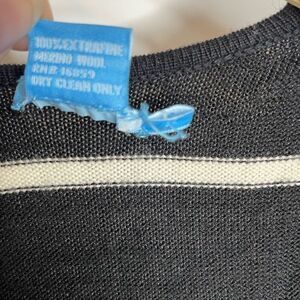 100% EXTRAFINE
MERINO WOOL
RN# 16859
DRY CLEAN ONLY